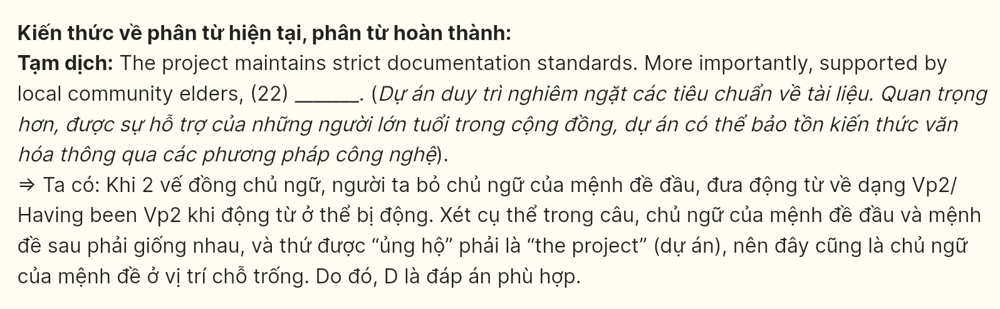 Kiến thức về phân từ hiện tại, phân từ hoàn thành:
Tạm dịch: The project maintains strict documentation standards. More importantly, supported by
local community elders, (22) _______. (Dự án duy trì nghiêm ngặt các tiêu chuẩn về tài liệu. Quan trọng
hơn, được sự hỗ trợ của những người lớn tuổi trong cộng đồng, dự án có thể bảo tồn kiến thức văn
hóa thông qua các phương pháp công nghệ).
⇒ Ta có: Khi 2 vế đồng chủ ngữ, người ta bỏ chủ ngữ của mệnh đề đầu, đưa động từ về dạng Vp2/
Having been Vp2 khi động từ ở thể bị động. Xét cụ thể trong câu, chủ ngữ của mệnh đề đầu và mệnh
đề sau phải giống nhau, và thứ được “ủng hộ” phải là “the project” (dự án), nên đây cũng là chủ ngữ
của mệnh đề ở vị trí chỗ trống. Do đó, D là đáp án phù hợp.